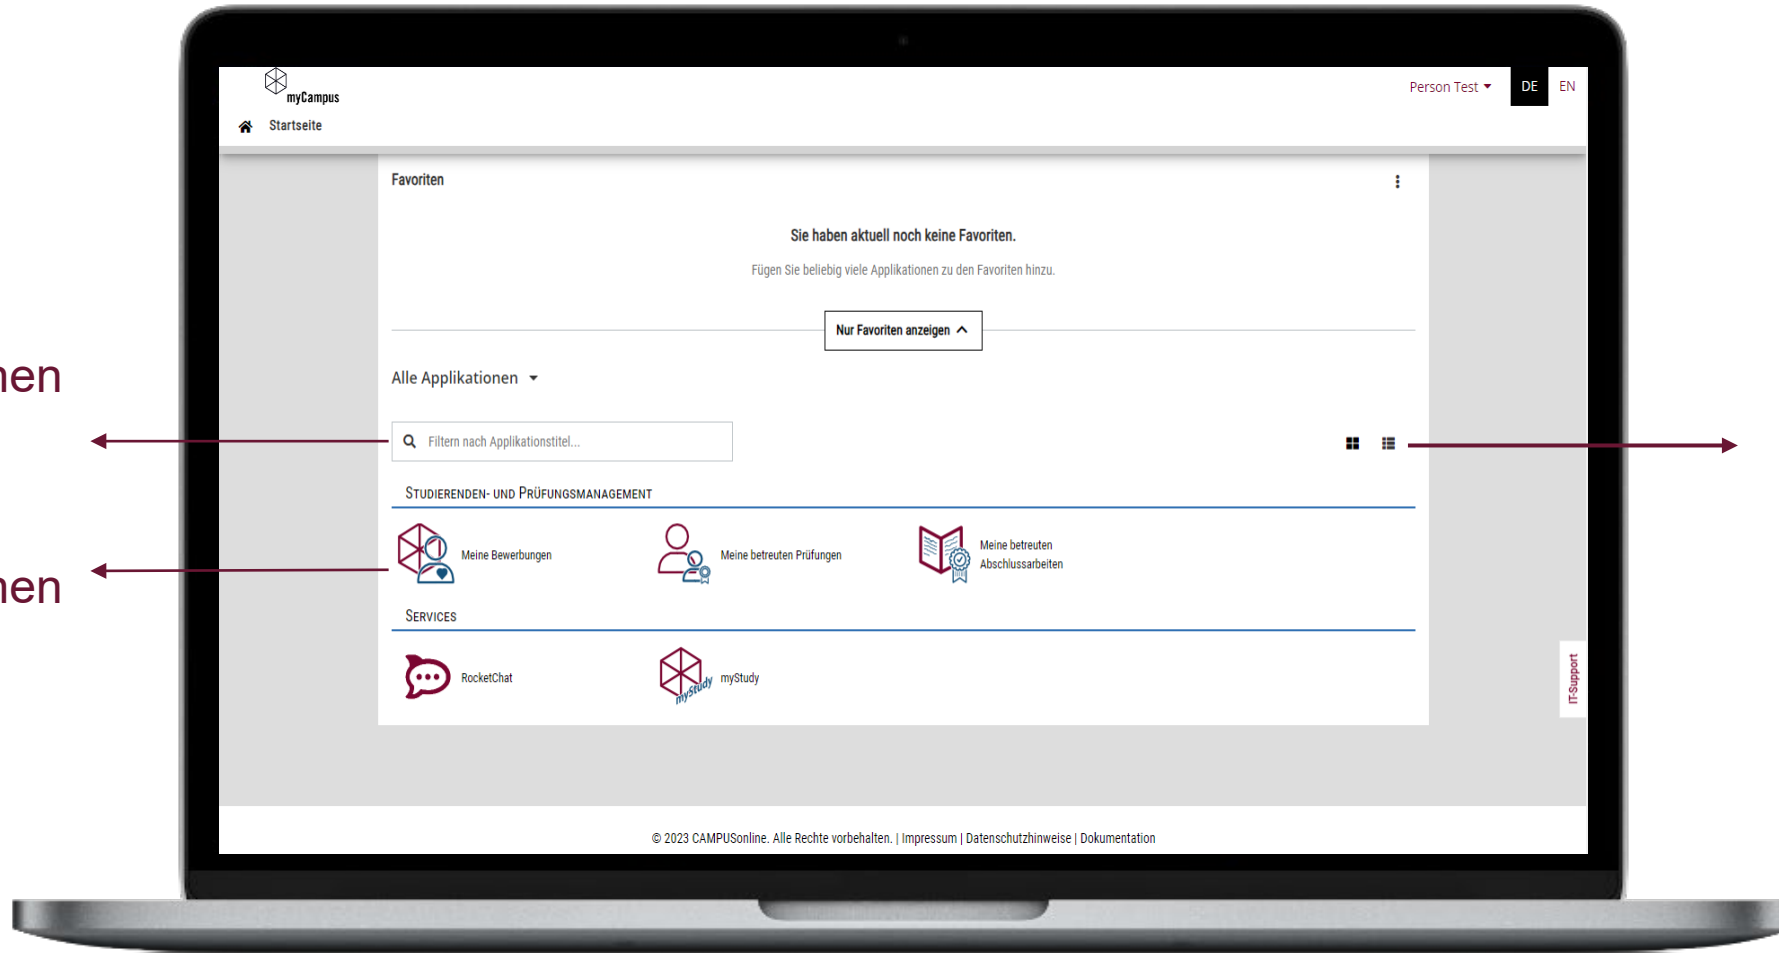 myCampus
Person Test
DE
EN
Startseite
Favoriten
Sie haben aktuell noch keine Favoriten.
Fügen Sie beliebig viele Applikationen zu den Favoriten hinzu.
Nur Favoriten anzeigen
Alle Applikationen
nen
Filtern nach Applikationstitel...
STUDIERENDEN- UND PRÜFUNGSMANAGEMENT
Meine Bewerbungen
Meine betreuten Prüfungen
Meine betreuten
Abschlussarbeiten
nen
SERVICES
RocketChat
myStudy
myStudy
IT-Support
© 2023 CAMPUSonline. Alle Rechte vorbehalten. | Impressum | Datenschutzhinweise | Dokumentation